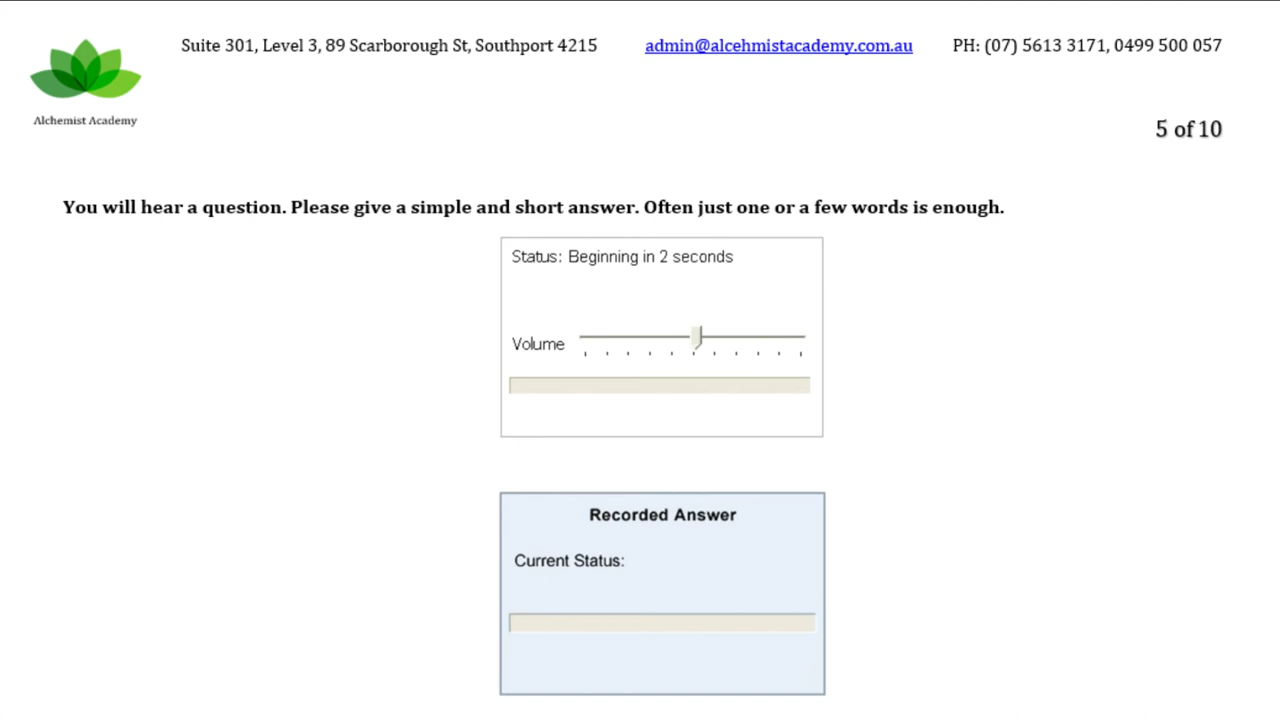 Suite 301, Level 3, 89 Scarborough St, Southport 4215 admin@alcehmistacademy.com.au PH: (07) 5613 3171, 0499 500 057
Alchemist Academy
5 of 10
You will hear a question. Please give a simple and short answer. Often just one or a few words is enough.
Status: Beginning in 2 seconds
Volume
Recorded Answer
Current Status: